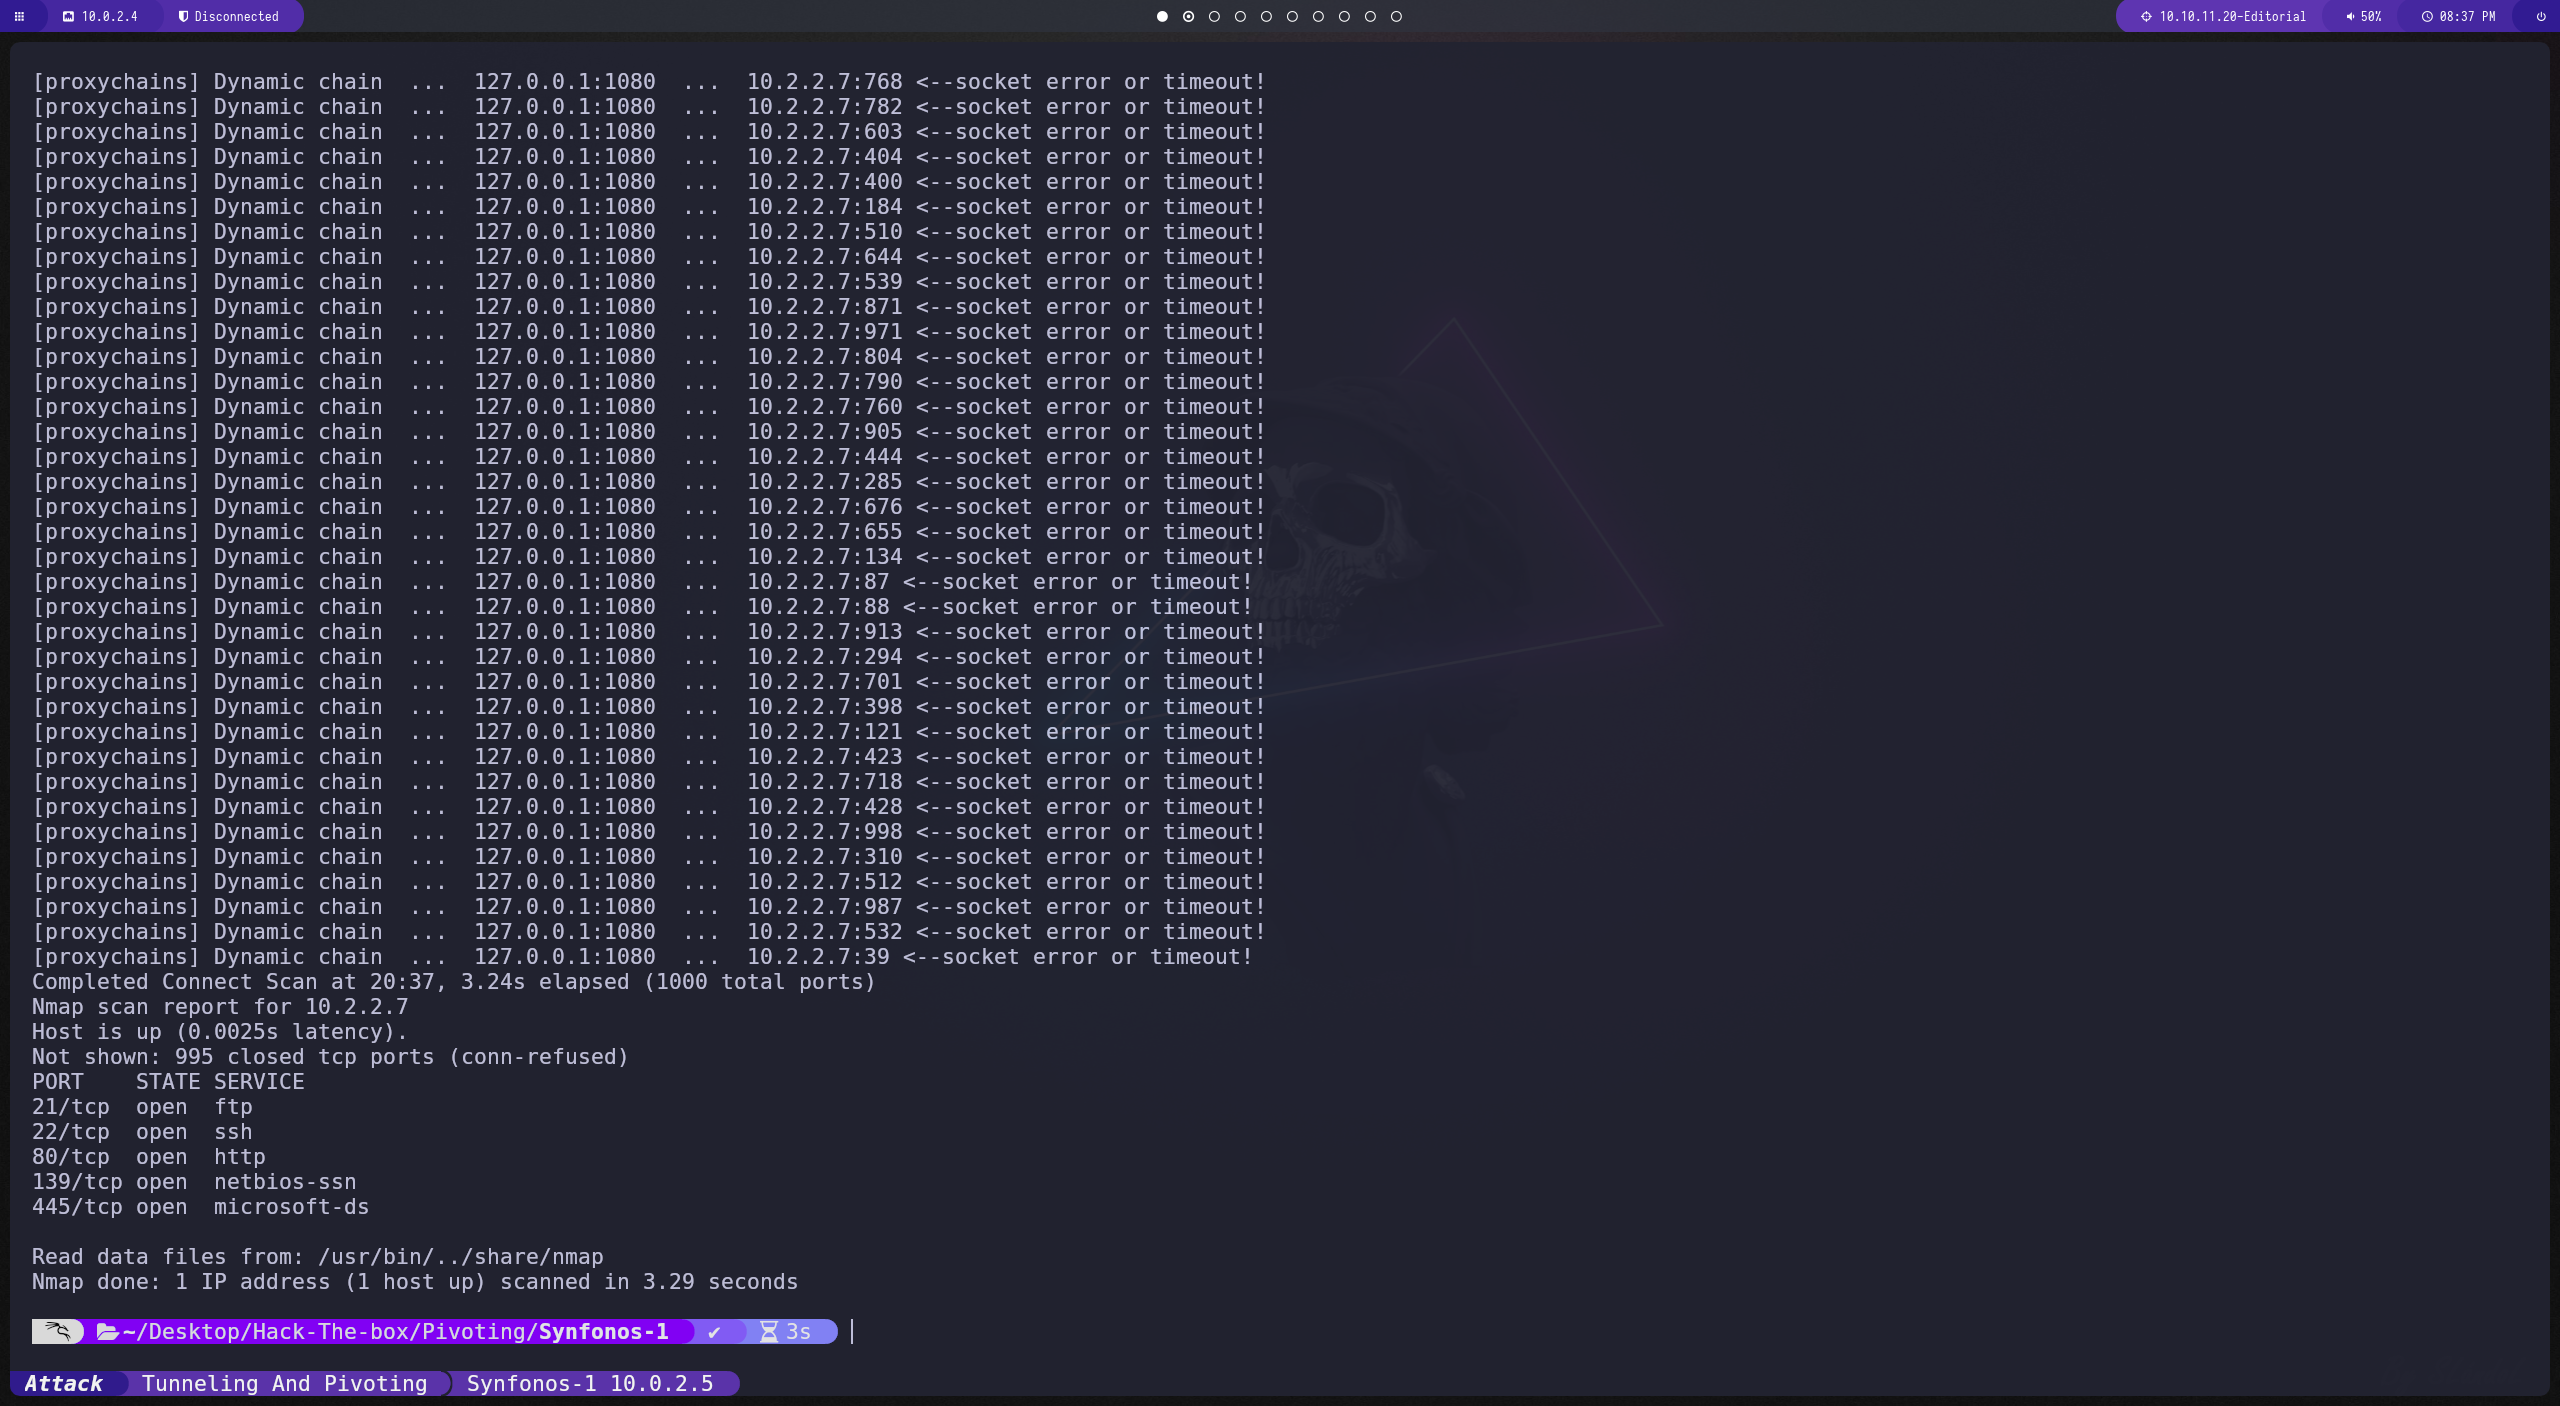 10.0.2.4 Disconnected 10.10.11.20-Editorial 50% 08:37 PM
[proxychains] Dynamic chain  ...  127.0.0.1:1080  ...  10.2.2.7:768 <--socket error or timeout!
[proxychains] Dynamic chain  ...  127.0.0.1:1080  ...  10.2.2.7:782 <--socket error or timeout!
[proxychains] Dynamic chain  ...  127.0.0.1:1080  ...  10.2.2.7:603 <--socket error or timeout!
[proxychains] Dynamic chain  ...  127.0.0.1:1080  ...  10.2.2.7:404 <--socket error or timeout!
[proxychains] Dynamic chain  ...  127.0.0.1:1080  ...  10.2.2.7:400 <--socket error or timeout!
[proxychains] Dynamic chain  ...  127.0.0.1:1080  ...  10.2.2.7:184 <--socket error or timeout!
[proxychains] Dynamic chain  ...  127.0.0.1:1080  ...  10.2.2.7:510 <--socket error or timeout!
[proxychains] Dynamic chain  ...  127.0.0.1:1080  ...  10.2.2.7:644 <--socket error or timeout!
[proxychains] Dynamic chain  ...  127.0.0.1:1080  ...  10.2.2.7:539 <--socket error or timeout!
[proxychains] Dynamic chain  ...  127.0.0.1:1080  ...  10.2.2.7:871 <--socket error or timeout!
[proxychains] Dynamic chain  ...  127.0.0.1:1080  ...  10.2.2.7:971 <--socket error or timeout!
[proxychains] Dynamic chain  ...  127.0.0.1:1080  ...  10.2.2.7:804 <--socket error or timeout!
[proxychains] Dynamic chain  ...  127.0.0.1:1080  ...  10.2.2.7:790 <--socket error or timeout!
[proxychains] Dynamic chain  ...  127.0.0.1:1080  ...  10.2.2.7:760 <--socket error or timeout!
[proxychains] Dynamic chain  ...  127.0.0.1:1080  ...  10.2.2.7:905 <--socket error or timeout!
[proxychains] Dynamic chain  ...  127.0.0.1:1080  ...  10.2.2.7:444 <--socket error or timeout!
[proxychains] Dynamic chain  ...  127.0.0.1:1080  ...  10.2.2.7:285 <--socket error or timeout!
[proxychains] Dynamic chain  ...  127.0.0.1:1080  ...  10.2.2.7:676 <--socket error or timeout!
[proxychains] Dynamic chain  ...  127.0.0.1:1080  ...  10.2.2.7:655 <--socket error or timeout!
[proxychains] Dynamic chain  ...  127.0.0.1:1080  ...  10.2.2.7:134 <--socket error or timeout!
[proxychains] Dynamic chain  ...  127.0.0.1:1080  ...  10.2.2.7:87 <--socket error or timeout!
[proxychains] Dynamic chain  ...  127.0.0.1:1080  ...  10.2.2.7:88 <--socket error or timeout!
[proxychains] Dynamic chain  ...  127.0.0.1:1080  ...  10.2.2.7:913 <--socket error or timeout!
[proxychains] Dynamic chain  ...  127.0.0.1:1080  ...  10.2.2.7:294 <--socket error or timeout!
[proxychains] Dynamic chain  ...  127.0.0.1:1080  ...  10.2.2.7:701 <--socket error or timeout!
[proxychains] Dynamic chain  ...  127.0.0.1:1080  ...  10.2.2.7:398 <--socket error or timeout!
[proxychains] Dynamic chain  ...  127.0.0.1:1080  ...  10.2.2.7:121 <--socket error or timeout!
[proxychains] Dynamic chain  ...  127.0.0.1:1080  ...  10.2.2.7:423 <--socket error or timeout!
[proxychains] Dynamic chain  ...  127.0.0.1:1080  ...  10.2.2.7:718 <--socket error or timeout!
[proxychains] Dynamic chain  ...  127.0.0.1:1080  ...  10.2.2.7:428 <--socket error or timeout!
[proxychains] Dynamic chain  ...  127.0.0.1:1080  ...  10.2.2.7:998 <--socket error or timeout!
[proxychains] Dynamic chain  ...  127.0.0.1:1080  ...  10.2.2.7:310 <--socket error or timeout!
[proxychains] Dynamic chain  ...  127.0.0.1:1080  ...  10.2.2.7:512 <--socket error or timeout!
[proxychains] Dynamic chain  ...  127.0.0.1:1080  ...  10.2.2.7:987 <--socket error or timeout!
[proxychains] Dynamic chain  ...  127.0.0.1:1080  ...  10.2.2.7:532 <--socket error or timeout!
[proxychains] Dynamic chain  ...  127.0.0.1:1080  ...  10.2.2.7:39 <--socket error or timeout!
Completed Connect Scan at 20:37, 3.24s elapsed (1000 total ports)
Nmap scan report for 10.2.2.7
Host is up (0.0025s latency).
Not shown: 995 closed tcp ports (conn-refused)
PORT    STATE SERVICE
21/tcp  open  ftp
22/tcp  open  ssh
80/tcp  open  http
139/tcp open  netbios-ssn
445/tcp open  microsoft-ds
Read data files from: /usr/bin/../share/nmap
Nmap done: 1 IP address (1 host up) scanned in 3.29 seconds
~/Desktop/Hack-The-box/Pivoting/Synfonos-1 ✔ 3s
Attack Tunneling And Pivoting Synfonos-1 10.0.2.5